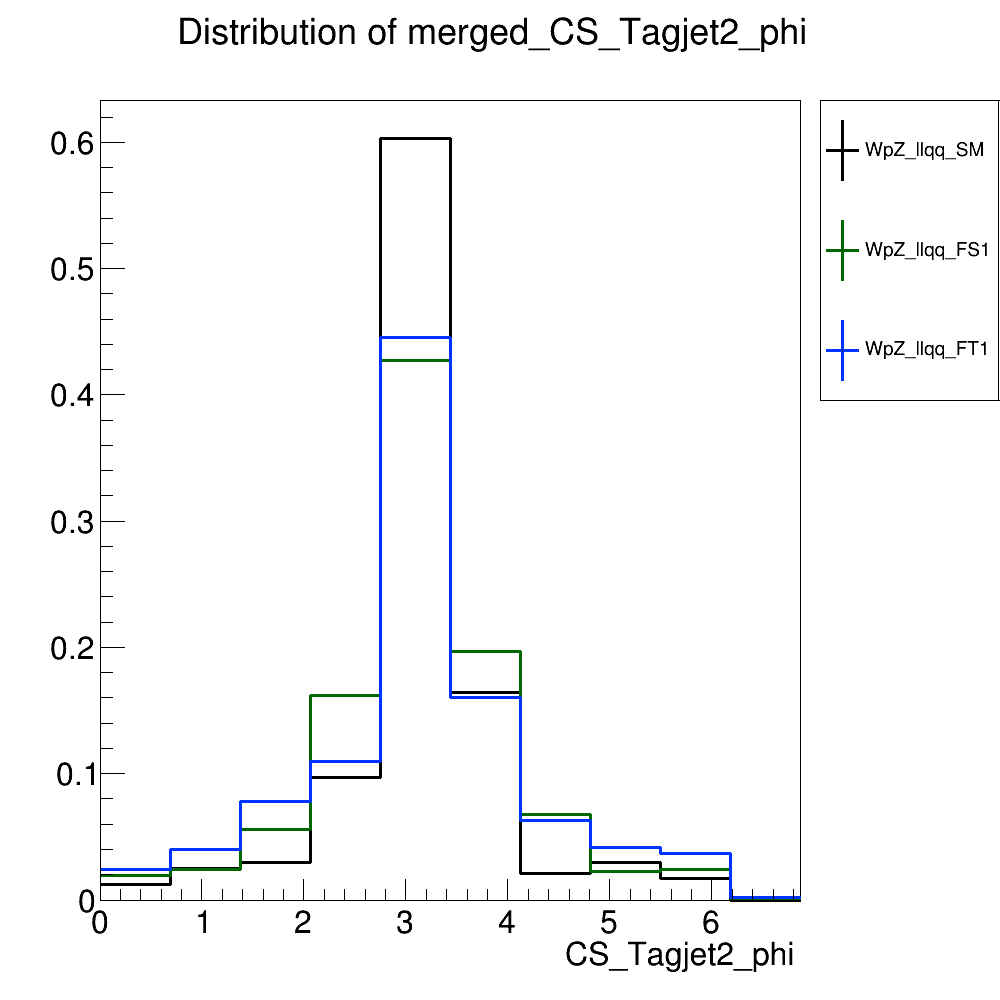 Distribution of merged_CS_Tagjet2_phi
0.6
0.5
0.4
0.3
0.2
0.1
0
0 1 2 3 4 5 6
CS_Tagjet2_phi
WpZ_llqq_SM
WpZ_llqq_FS1
WpZ_llqq_FT1